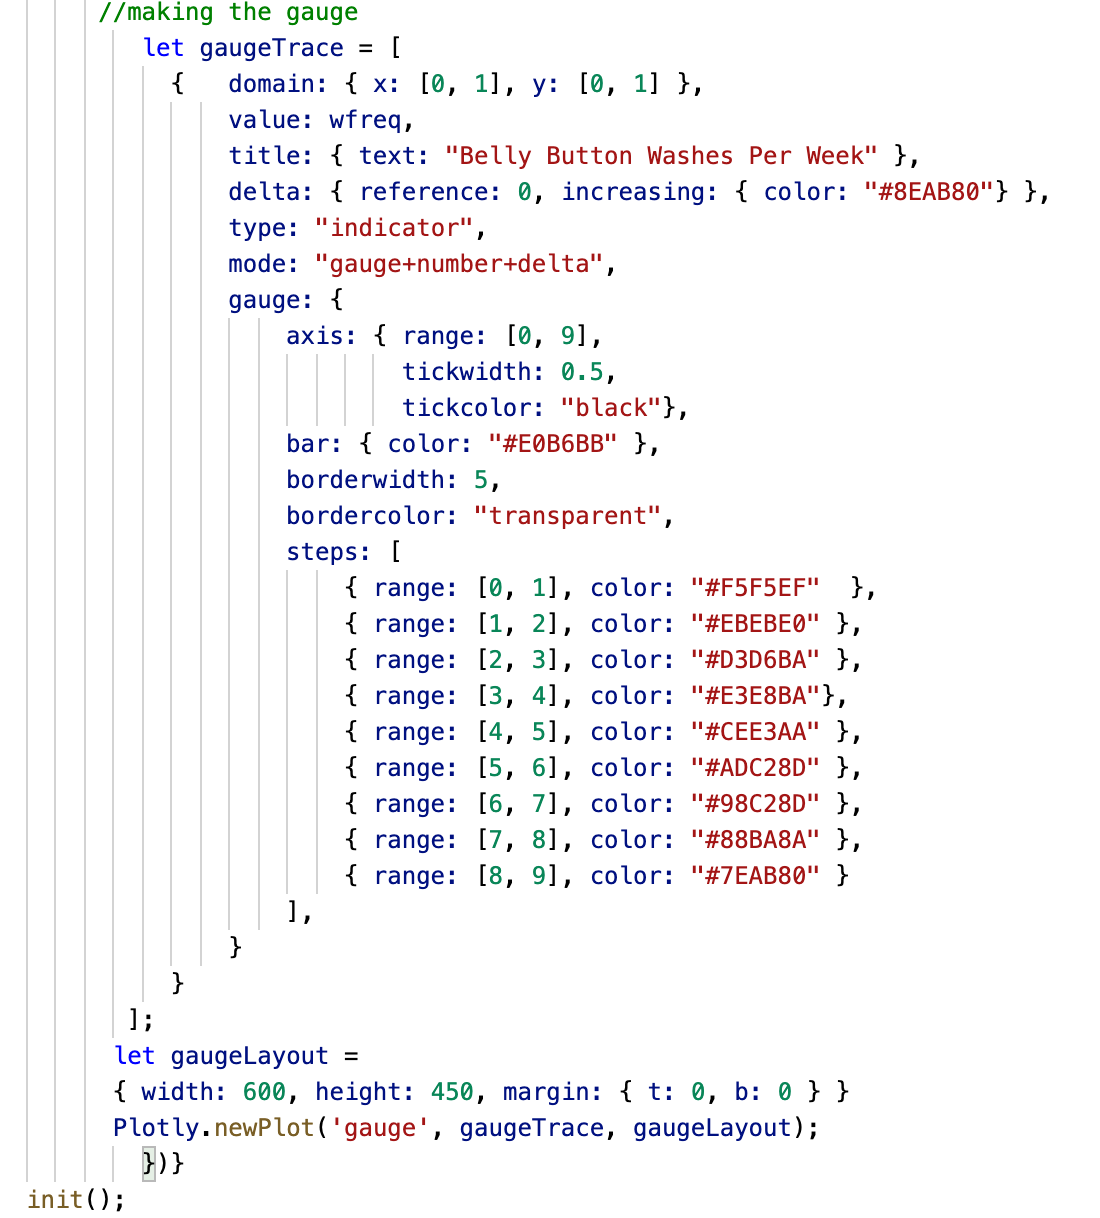 //making the gauge
let gaugeTrace = [
{   domain: { x: [0, 1], y: [0, 1] },
value: wfreq,
title: { text: "Belly Button Washes Per Week" },
delta: { reference: 0, increasing: { color: "#8EAB80"} },
type: "indicator",
mode: "gauge+number+delta",
gauge: {
axis: { range: [0, 9],
tickwidth: 0.5,
tickcolor: "black"},
bar: { color: "#E0B6BB" },
borderwidth: 5,
bordercolor: "transparent",
steps: [
{ range: [0, 1], color: "#F5F5EF"  },
{ range: [1, 2], color: "#EBEBE0" },
{ range: [2, 3], color: "#D3D6BA" },
{ range: [3, 4], color: "#E3E8BA"},
{ range: [4, 5], color: "#CEE3AA" },
{ range: [5, 6], color: "#ADC28D" },
{ range: [6, 7], color: "#98C28D" },
{ range: [7, 8], color: "#88BA8A" },
{ range: [8, 9], color: "#7EAB80" }
],
}
}
];
let gaugeLayout =
{ width: 600, height: 450, margin: { t: 0, b: 0 } }
Plotly.newPlot('gauge', gaugeTrace, gaugeLayout);
})}
init();